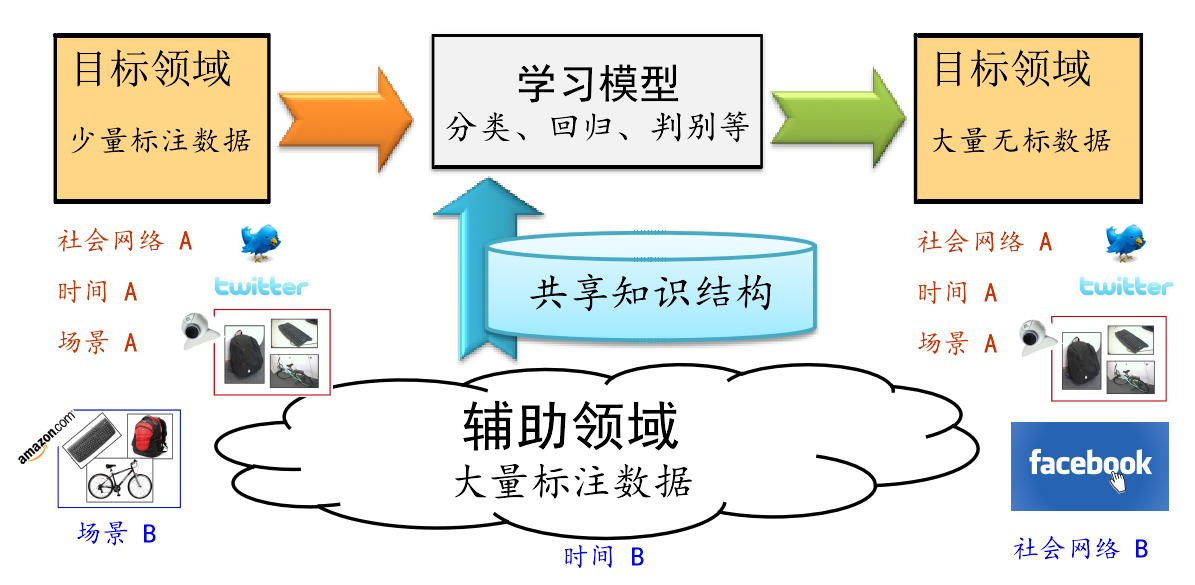 目标领域
少量标注数据
学习模型
分类、回归、判别等
目标领域
大量无标数据
社会网络 A
时间 A
场景 A
twitter
共享知识结构
社会网络 A
时间 A
场景 A
twitter
amazon.com
场景 B
辅助领域
大量标注数据
时间 B
facebook
社会网络 B